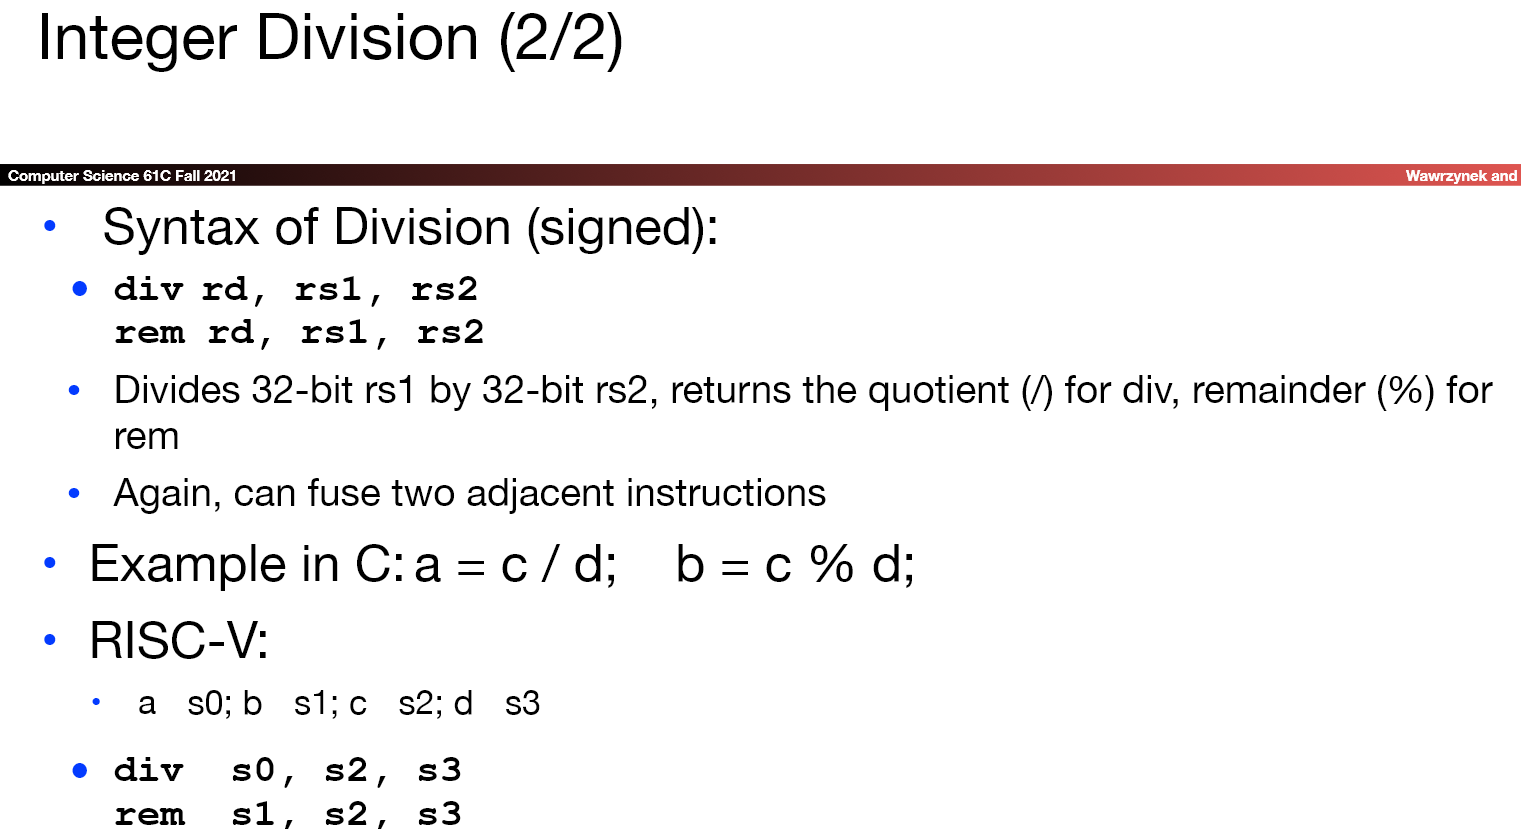 Integer Division (2/2)
Computer Science 61C Fall 2021
Wawrzynek and
• Syntax of Division (signed):
• div rd, rs1, rs2
rem rd, rs1, rs2
• Divides 32-bit rs1 by 32-bit rs2, returns the quotient (/) for div, remainder (%) for
rem
• Again, can fuse two adjacent instructions
• Example in C: a = c / d; b = c % d;
• RISC-V:
• a s0; b s1; c s2; d s3
• div s0, s2, s3
rem s1, s2, s3